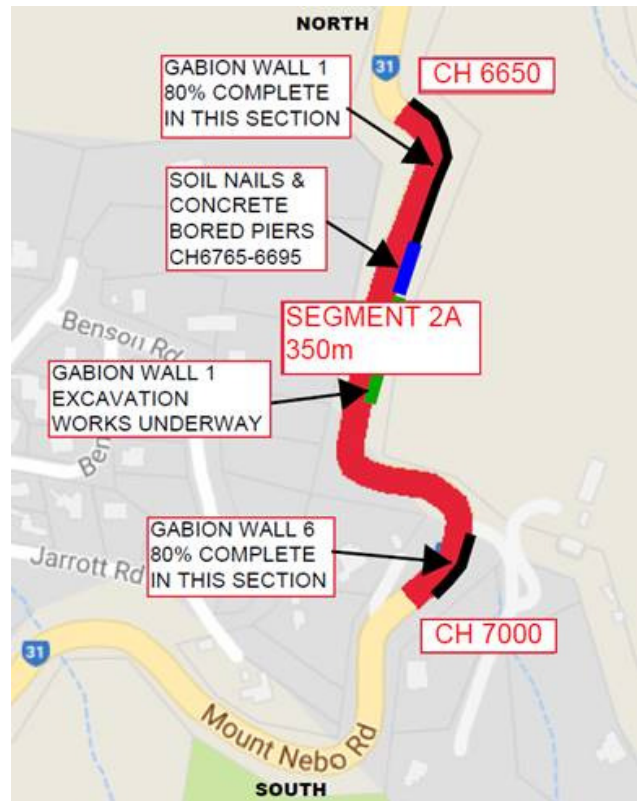 NORTH
31
CH 6650
GABION WALL 1
80% COMPLETE
IN THIS SECTION
SOIL NAILS &
CONCRETE
BORED PIERS
CH6765-6695
Benson Rd
SEGMENT 2A
350m
GABION WALL 1
EXCAVATION
WORKS UNDERWAY
Ben
GABION WALL 6
80% COMPLETE
IN THIS SECTION
Jarrott Rd
CH 7000
31
Mount Nebo Rd
SOUTH